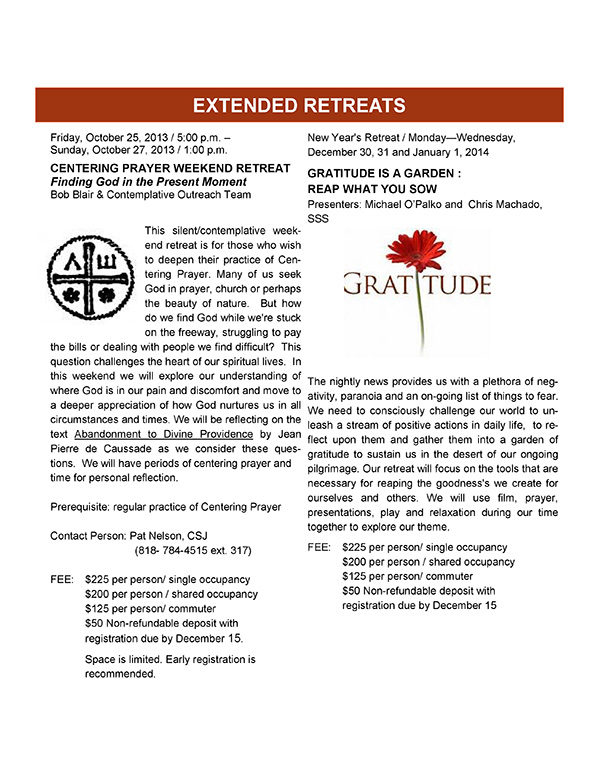 EXTENDED RETREATS
Friday, October 25, 2013 / 5:00 p.m. –
Sunday, October 27, 2013 / 1:00 p.m.
CENTERING PRAYER WEEKEND RETREAT
Finding God in the Present Moment
Bob Blair & Contemplative Outreach Team
This silent/contemplative week-
end retreat is for those who wish
to deepen their practice of Cen-
tering Prayer. Many of us seek
God in prayer, church or perhaps
the beauty of nature. But how
do we find God while we're stuck
on the freeway, struggling to pay
the bills or dealing with people we find difficult? This
question challenges the heart of our spiritual lives. In
this weekend we will explore our understanding of
where God is in our pain and discomfort and move to
a deeper appreciation of how God nurtures us in all
circumstances and times. We will be reflecting on the
text Abandonment to Divine Providence by Jean
Pierre de Caussade as we consider these ques-
tions. We will have periods of centering prayer and
time for personal reflection.
Prerequisite: regular practice of Centering Prayer
Contact Person: Pat Nelson, CSJ
(818- 784-4515 ext. 317)
FEE: $225 per person/ single occupancy
$200 per person / shared occupancy
$125 per person/ commuter
$50 Non-refundable deposit with
registration due by December 15.
Space is limited. Early registration is
recommended.
New Year's Retreat / Monday—Wednesday,
December 30, 31 and January 1, 2014
GRATITUDE IS A GARDEN :
REAP WHAT YOU SOW
Presenters: Michael O'Palko and Chris Machado,
SSS
GRATITUDE
The nightly news provides us with a plethora of neg-
ativity, paranoia and an on-going list of things to fear.
We need to consciously challenge our world to un-
leash a stream of positive actions in daily life, to re-
flect upon them and gather them into a garden of
gratitude to sustain us in the desert of our ongoing
pilgrimage. Our retreat will focus on the tools that are
necessary for reaping the goodness's we create for
ourselves and others. We will use film, prayer,
presentations, play and relaxation during our time
together to explore our theme.
FEE: $225 per person/ single occupancy
$200 per person / shared occupancy
$125 per person/ commuter
$50 Non-refundable deposit with
registration due by December 15